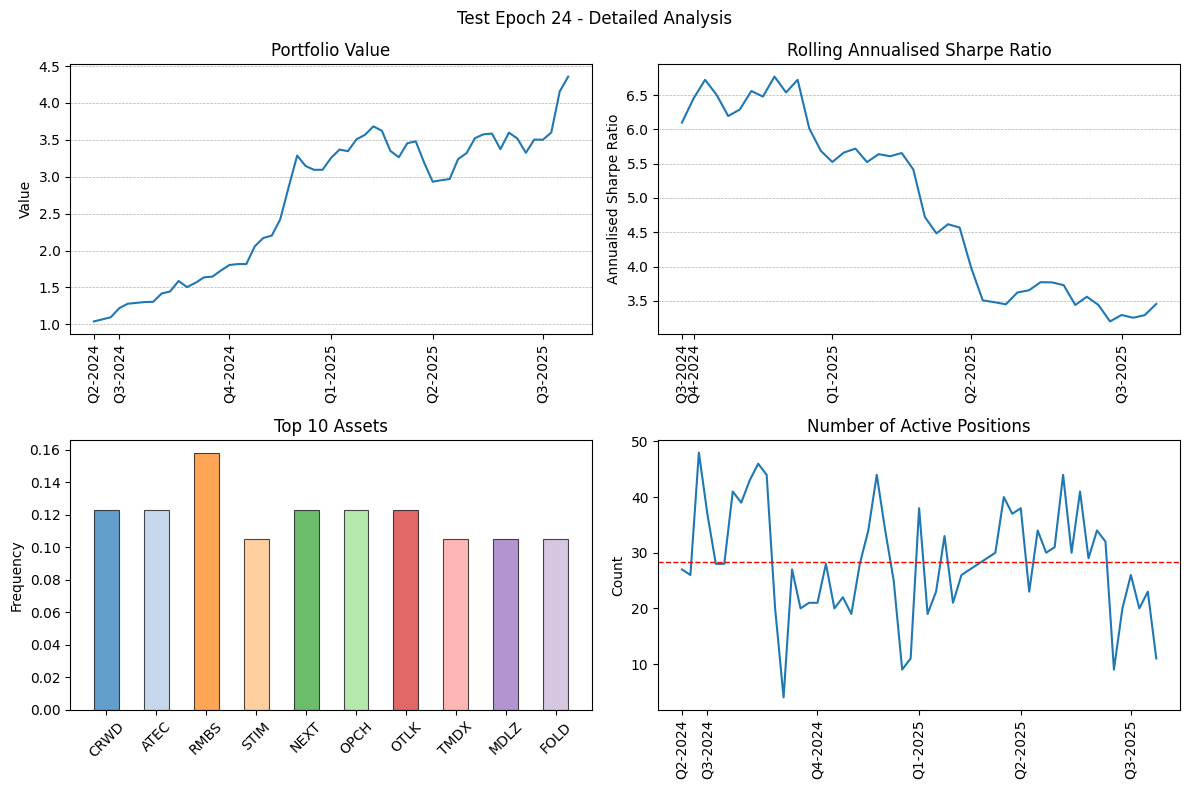 Test Epoch 24 - Detailed Analysis
Portfolio Value
Value
4.5
4.0
3.5
3.0
2.5
2.0
1.5
1.0
Q2-2024
Q3-2024
Q4-2024
Q1-2025
Q2-2025
Q3-2025
Rolling Annualised Sharpe Ratio
Annualised Sharpe Ratio
6.5
6.0
5.5
5.0
4.5
4.0
3.5
Q3-2024
Q4-2024
Q1-2025
Q2-2025
Q3-2025
Top 10 Assets
Frequency
0.16
0.14
0.12
0.10
0.08
0.06
0.04
0.02
0.00
CRWD
ATEC
RMBS
STIM
NEXT
OPCH
OTLK
TMDX
MDLZ
FOLD
Number of Active Positions
Count
50
40
30
20
10
Q2-2024
Q3-2024
Q4-2024
Q1-2025
Q2-2025
Q3-2025